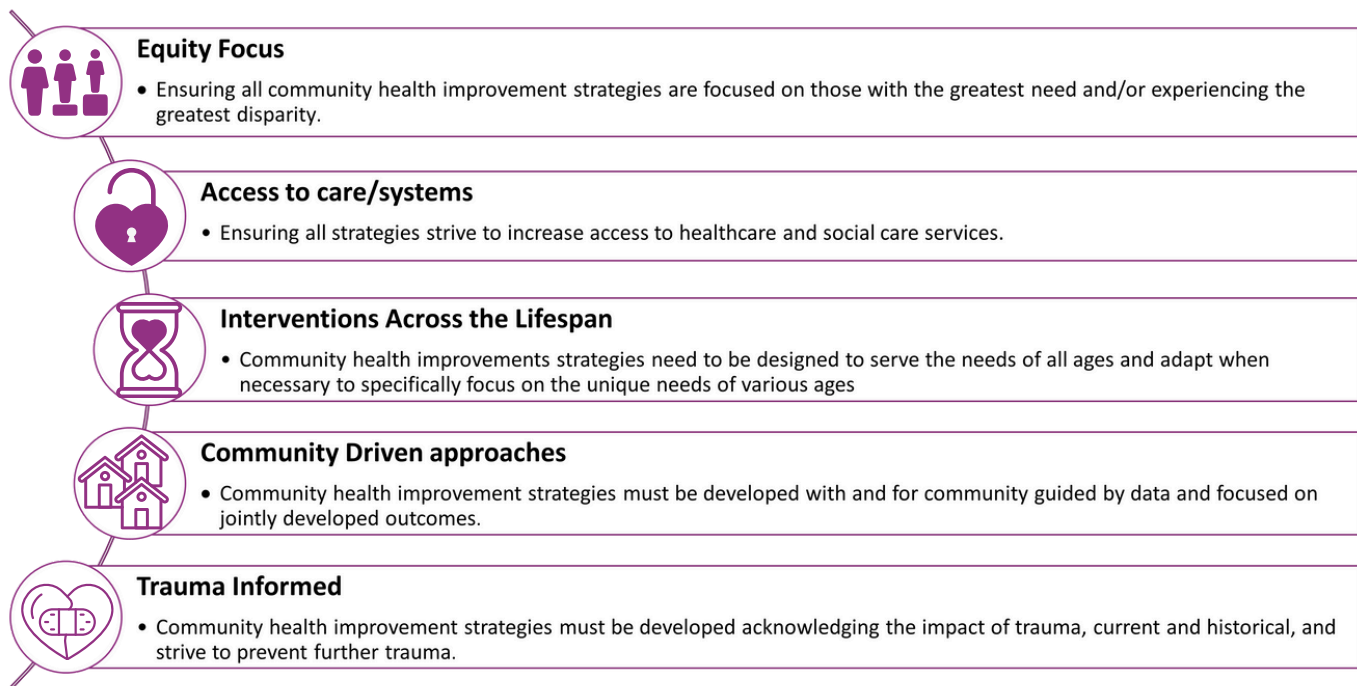 Equity Focus
• Ensuring all community health improvement strategies are focused on those with the greatest need and/or experiencing the
greatest disparity.
Access to care/systems
• Ensuring all strategies strive to increase access to healthcare and social care services.
Interventions Across the Lifespan
• Community health improvements strategies need to be designed to serve the needs of all ages and adapt when
necessary to specifically focus on the unique needs of various ages
Community Driven approaches
• Community health improvement strategies must be developed with and for community guided by data and focused on
jointly developed outcomes.
Trauma Informed
• Community health improvement strategies must be developed acknowledging the impact of trauma, current and historical, and
strive to prevent further trauma.